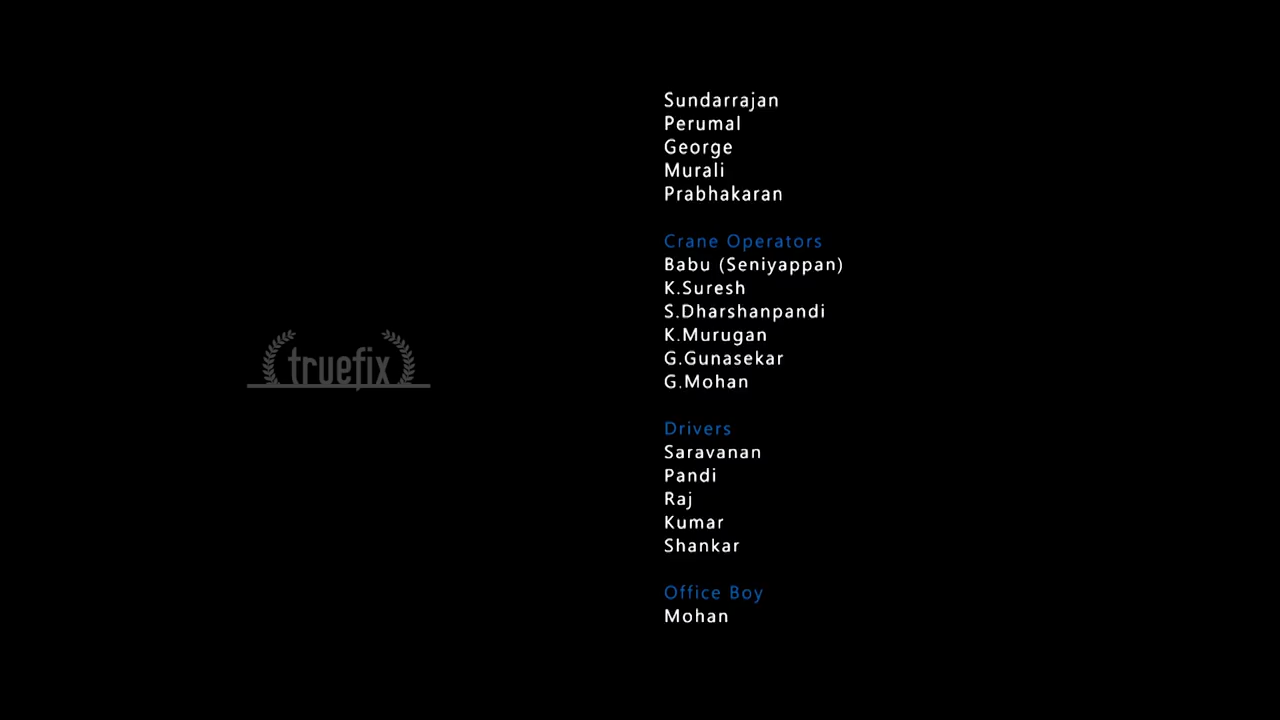 Sundarrajan
Perumal
George
Murali
Prabhakaran
Crane Operators
Babu (Seniyappan)
K.Suresh
S.Dharshanpandi
K.Murugan
G.Gunasekar
G.Mohan
truefix
Drivers
Saravanan
Pandi
Raj
Kumar
Shankar
Office Boy
Mohan